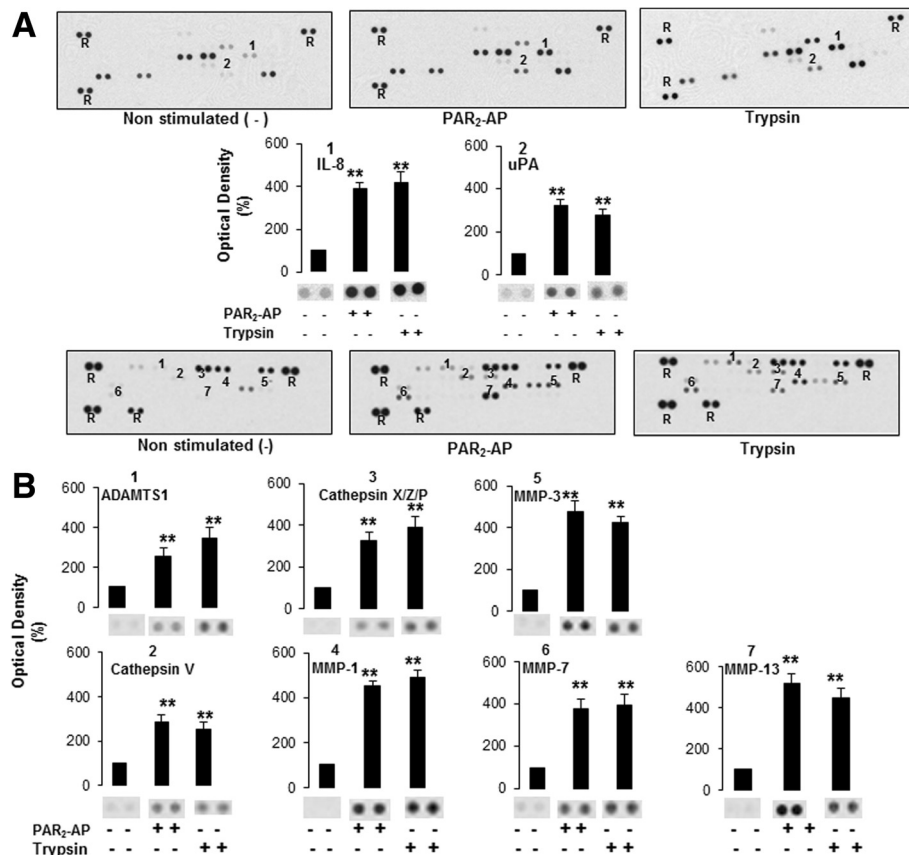 A
R R
1
2
R
Non stimulated ( - )
R R
1
2
R
PAR2-AP
R
R
1
2
R
Trypsin
Optical Density
(%)
600
400
200
0
1
IL-8
** **
600
400
200
0
2
uPA
** **
PAR2-AP - - + + - - - - + + - -
Trypsin - - - - + + - - - - + +
R 1 2 3 4 5 R
6 7
R R
Non stimulated (-)
R 1 2 3 4 5 R
6 7
R R
PAR2-AP
R 1 2 3 4 5 R
6 7
R R
Trypsin
B
Optical Density
(%)
600
400
200
0
1
ADAMTS1
** **
600
400
200
0
3
Cathepsin X/Z/P
** **
600
400
200
0
5
MMP-3
** **
600
400
200
0
2
Cathepsin V
** **
600
400
200
0
4
MMP-1
** **
600
400
200
0
6
MMP-7
** **
600
400
200
0
7
MMP-13
** **
PAR2-AP - - + + - - - - + + - - - - + + - - - - + + - -
Trypsin - - - - + + - - - - + + - - - - + + - - - - + +